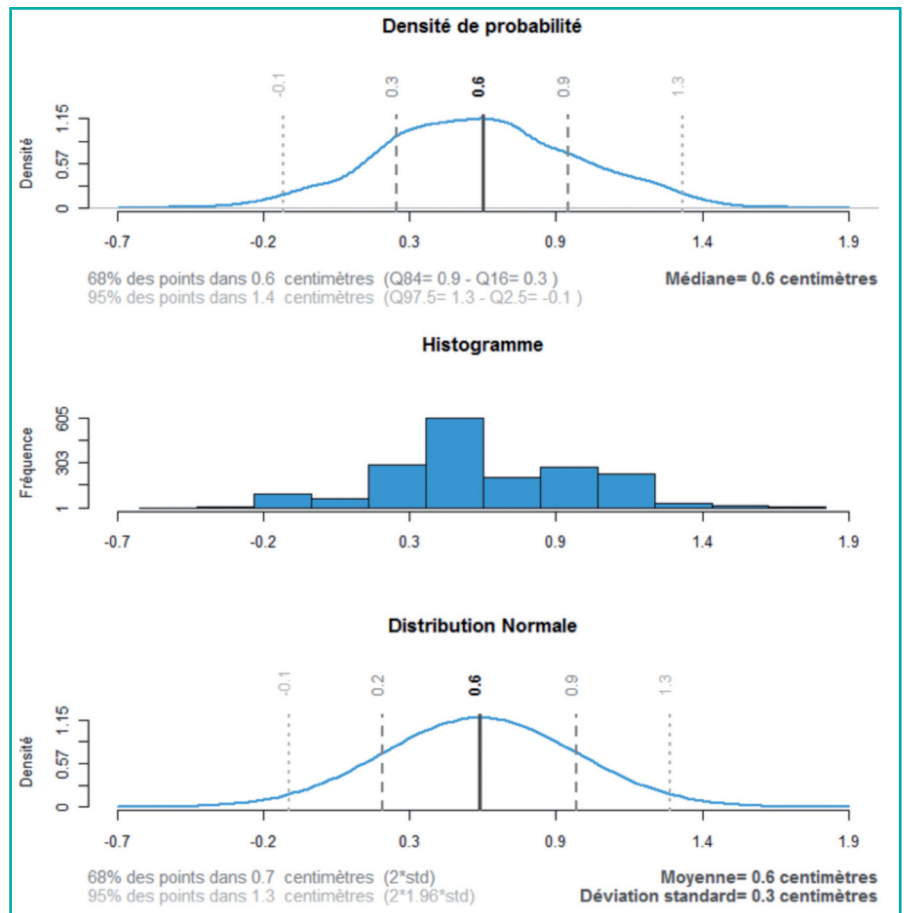 Densité de probabilité
-0.1 0.3 0.6 0.9 1.3
Densité
1.15
0.57
0
-0.7 -0.2 0.3 0.9 1.4 1.9
68% des points dans 0.6 centimètres (Q84= 0.9 - Q16= 0.3 ) Médiane= 0.6 centimètres
95% des points dans 1.4 centimètres (Q97.5= 1.3 - Q2.5= -0.1 )
Histogramme
Fréquence
605
303
1
-0.7 -0.2 0.3 0.9 1.4 1.9
Distribution Normale
-0.1 0.2 0.6 0.9 1.3
Densité
1.15
0.57
0
-0.7 -0.2 0.3 0.9 1.4 1.9
68% des points dans 0.7 centimètres (2*std) Moyenne= 0.6 centimètres
95% des points dans 1.3 centimètres (2*1.96*std) Déviation standard= 0.3 centimètres